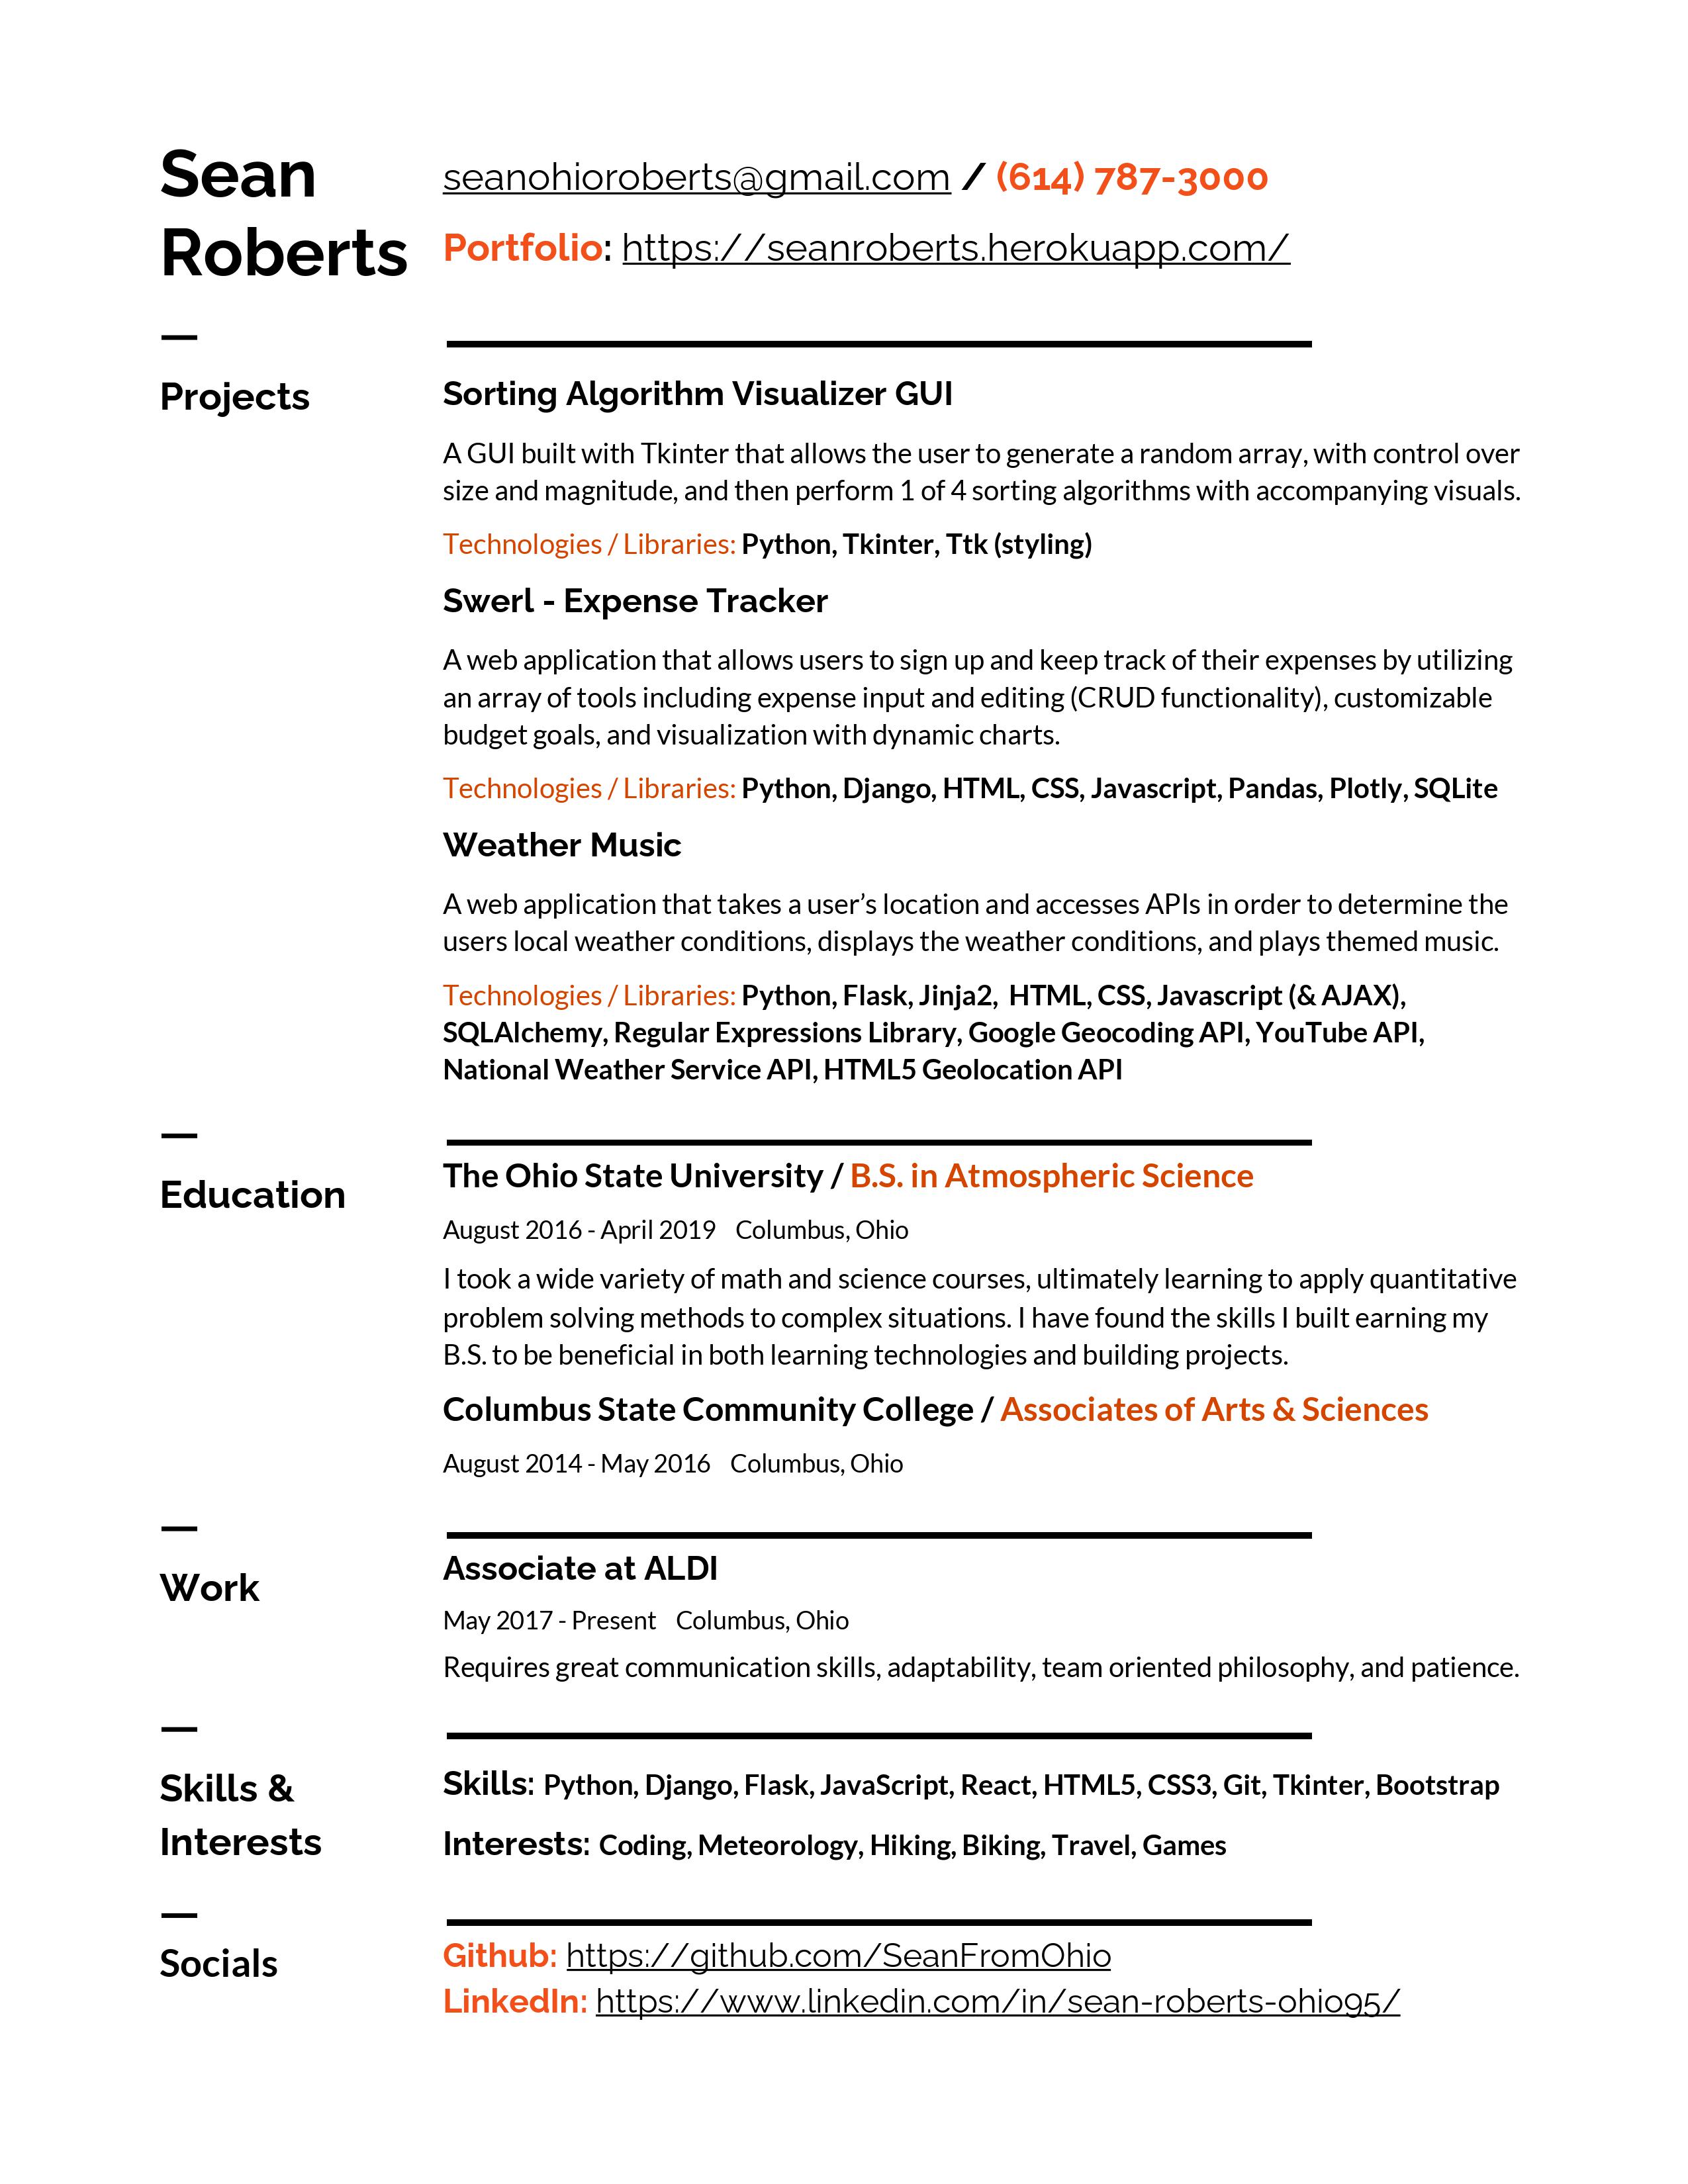 Sean
Roberts
seanohioroberts@gmail.com / (614) 787-3000
Portfolio: https://seanroberts.herokuapp.com/
—
Projects
Sorting Algorithm Visualizer GUI
A GUI built with Tkinter that allows the user to generate a random array, with control over
size and magnitude, and then perform 1 of 4 sorting algorithms with accompanying visuals.
Technologies / Libraries: Python, Tkinter, Ttk (styling)
Swerl - Expense Tracker
A web application that allows users to sign up and keep track of their expenses by utilizing
an array of tools including expense input and editing (CRUD functionality), customizable
budget goals, and visualization with dynamic charts.
Technologies / Libraries: Python, Django, HTML, CSS, Javascript, Pandas, Plotly, SQLite
Weather Music
A web application that takes a user’s location and accesses APIs in order to determine the
users local weather conditions, displays the weather conditions, and plays themed music.
Technologies / Libraries: Python, Flask, Jinja2,  HTML, CSS, Javascript (& AJAX),
SQLAlchemy, Regular Expressions Library, Google Geocoding API, YouTube API,
National Weather Service API, HTML5 Geolocation API
—
Education
The Ohio State University / B.S. in Atmospheric Science
August 2016 - April 2019   Columbus, Ohio
I took a wide variety of math and science courses, ultimately learning to apply quantitative
problem solving methods to complex situations. I have found the skills I built earning my
B.S. to be beneficial in both learning technologies and building projects.
Columbus State Community College / Associates of Arts & Sciences
August 2014 - May 2016   Columbus, Ohio
—
Work
Associate at ALDI
May 2017 - Present   Columbus, Ohio
Requires great communication skills, adaptability, team oriented philosophy, and patience.
—
Skills &
Interests
Skills: Python, Django, Flask, JavaScript, React, HTML5, CSS3, Git, Tkinter, Bootstrap
Interests: Coding, Meteorology, Hiking, Biking, Travel, Games
—
Socials
Github: https://github.com/SeanFromOhio
LinkedIn: https://www.linkedin.com/in/sean-roberts-ohio95/